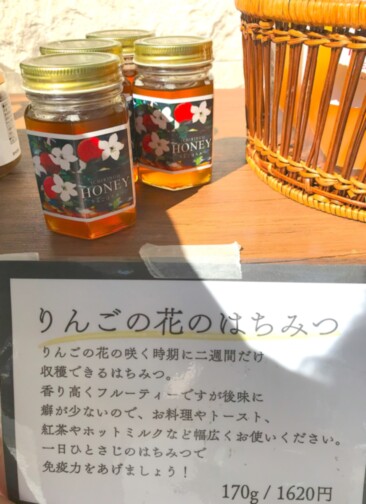 HONEY
HONEY
りんごの花のはちみつ
りんごの花の咲く時期に二週間だけ
収穫できるはちみつ。
香り高くフルーティーですが後味に
癖が少ないので、お料理やトースト、
紅茶やホットミルクなど幅広くお使いください。
一日ひとさじのはちみつで
免疫力をあげましょう！
170g / 1620円